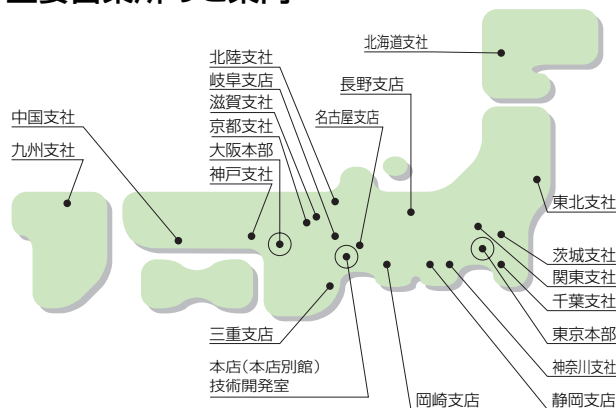 北海道支社
北陸支社
岐阜支店
滋賀支社
京都支社
大阪本部
神戸支社
長野支店
名古屋支店
中国支社
九州支社
東北支社
茨城支社
関東支社
千葉支社
東京本部
神奈川支社
静岡支店
岡崎支店
三重支店
本店(本店別館)
技術開発室